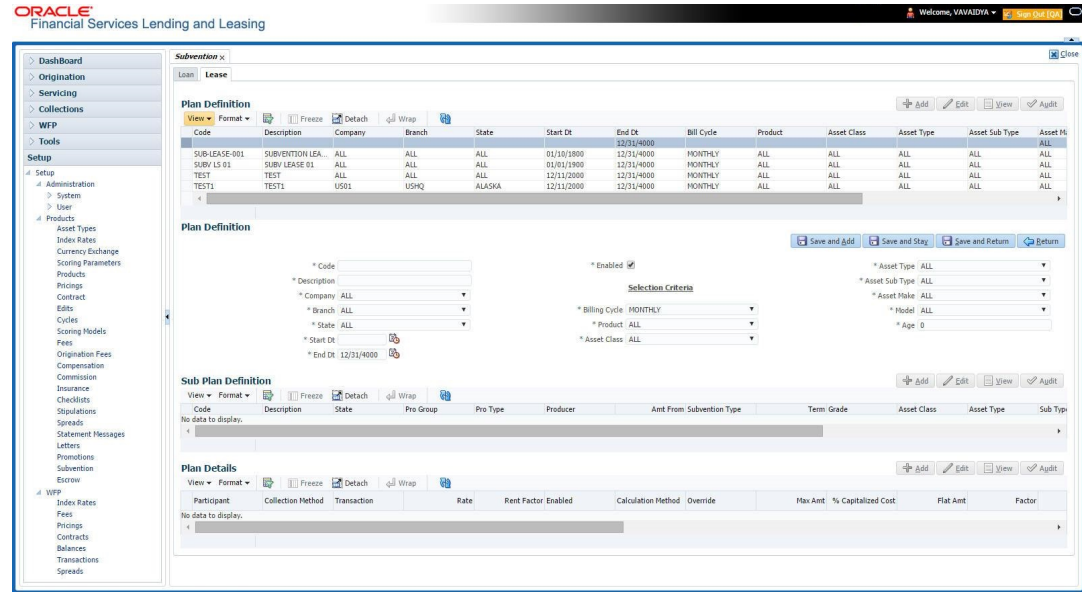 ORACLE®
Financial Services Lending and Leasing
Welcome, VAVAIDYA
Sign Out [QA]
DashBoard
Origination
Servicing
Collections
WFP
Tools
Setup
Setup
Administration
System
User
Products
Asset Types
Index Rates
Currency Exchange
Scoring Parameters
Products
Pricings
Contract
Edits
Cycles
Scoring Models
Fees
Origination Fees
Compensation
Commission
Insurance
Checklists
Stipulations
Spreads
Statement Messages
Letters
Promotions
Subvention
Escrow
WFP
Index Rates
Fees
Pricings
Contracts
Balances
Transactions
Spreads
Subvention x
Close
Loan Lease
Plan Definition
Add Edit View Audit
View Format Freeze Detach Wrap
Code Description Company Branch State Start Dt End Dt Bill Cycle Product Asset Class Asset Type Asset Sub Type Asset Ma
12/31/4000 ALL
SUB-LEASE-001 SUBVENTION LEA... ALL ALL ALL 01/10/1800 12/31/4000 MONTHLY ALL ALL ALL ALL ALL
SUBV LS 01 SUBV LEASE 01 ALL ALL ALL 01/01/1900 12/31/4000 MONTHLY ALL ALL ALL ALL ALL
TEST TEST ALL ALL ALL 12/11/2000 12/31/4000 MONTHLY ALL ALL ALL ALL ALL
TEST1 TEST1 US01 USHQ ALASKA 12/11/2000 12/31/4000 MONTHLY ALL ALL ALL ALL ALL
Plan Definition
Save and Add Save and Stay Save and Return Return
* Code
* Description
* Company ALL
* Branch ALL
* State ALL
* Start Dt
* End Dt 12/31/4000
* Enabled
Selection Criteria
* Billing Cycle MONTHLY
* Product ALL
* Asset Class ALL
* Asset Type ALL
* Asset Sub Type ALL
* Asset Make ALL
* Model ALL
* Age 0
Sub Plan Definition
Add Edit View Audit
View Format Freeze Detach Wrap
Code Description State Pro Group Pro Type Producer Amt From Subvention Type Term Grade Asset Class Asset Type Sub Type
No data to display.
Plan Details
Add Edit View Audit
View Format Freeze Detach Wrap
Participant Collection Method Transaction Rate Rent Factor Enabled Calculation Method Override Max Amt % Capitalized Cost Flat Amt Factor
No data to display.